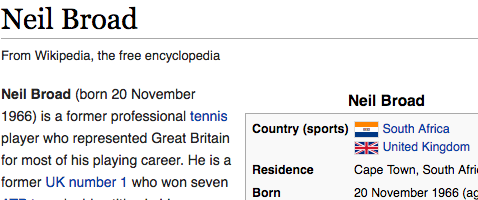 Neil Broad
From Wikipedia, the free encyclopedia
Neil Broad (born 20 November
1966) is a former professional tennis
player who represented Great Britain
for most of his playing career. He is a
former UK number 1 who won seven
Neil Broad
Country (sports) South Africa
United Kingdom
Residence Cape Town, South Afri
Born 20 November 1966 (ag